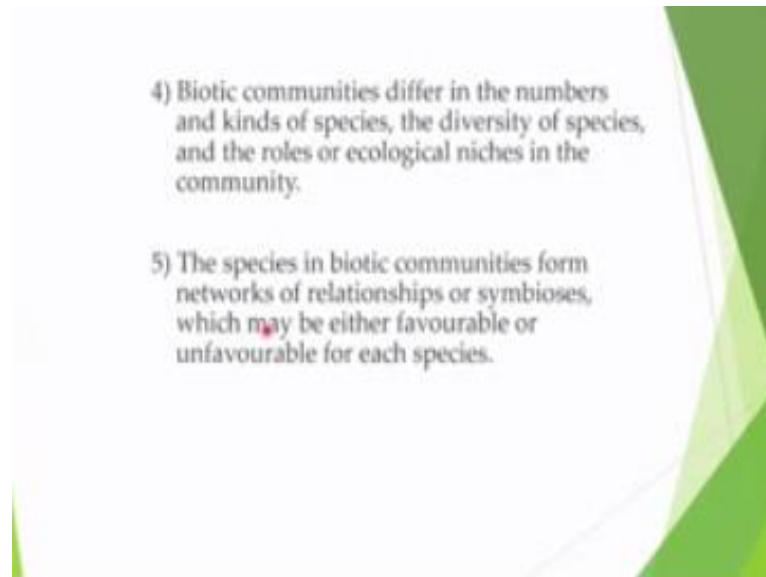 4) Biotic communities differ in the numbers
and kinds of species, the diversity of species,
and the roles or ecological niches in the
community.
5) The species in biotic communities form
networks of relationships or symbioses,
which may be either favourable or
unfavourable for each species.